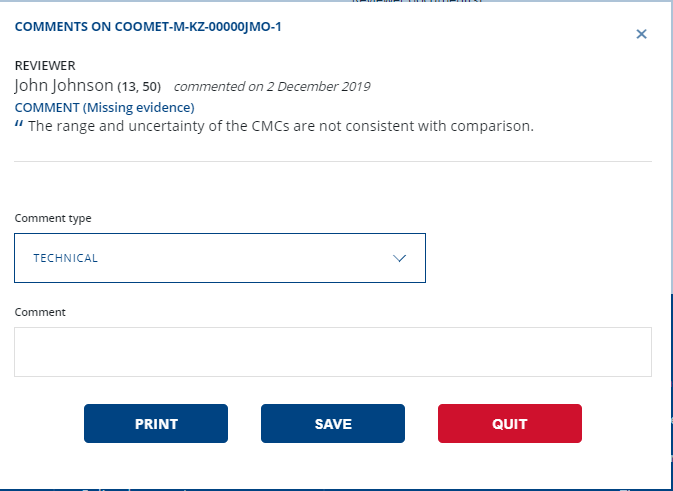 COMMENTS ON COOMET-M-KZ-00000JMO-1
REVIEWER
John Johnson (13, 50) commented on 2 December 2019
COMMENT (Missing evidence)
“ The range and uncertainty of the CMCs are not consistent with comparison.
Comment type
TECHNICAL
Comment
PRINT SAVE QUIT